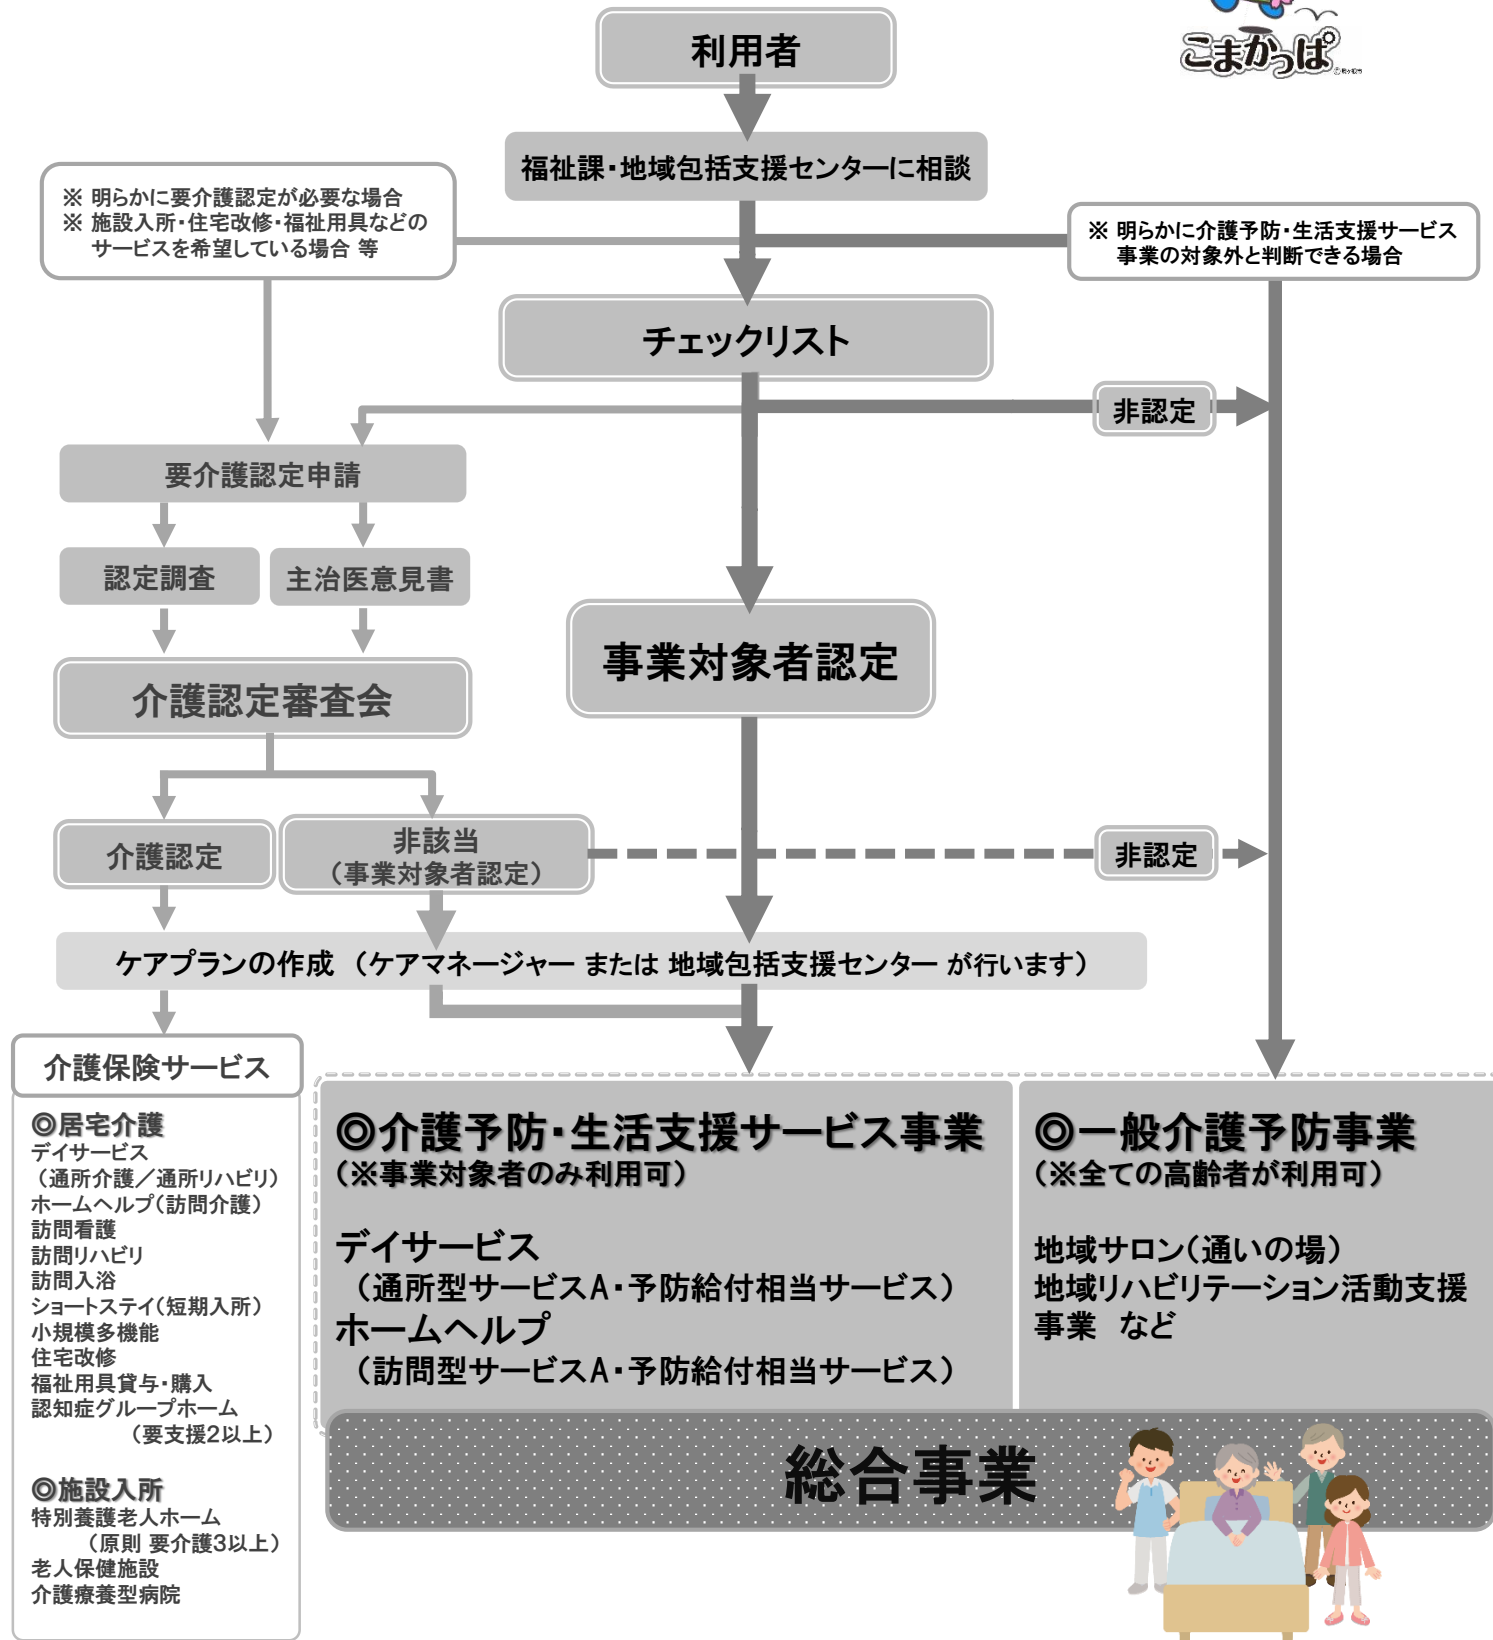 こまかっぱ
利用者
福祉課・地域包括支援センターに相談
※ 明らかに要介護認定が必要な場合
※ 施設入所・住宅改修・福祉用具などの
サービスを希望している場合 等
※ 明らかに介護予防・生活支援サービス
事業の対象外と判断できる場合
チェックリスト
非認定
要介護認定申請
認定調査
主治医意見書
事業対象者認定
介護認定審査会
介護認定
非該当
（事業対象者認定）
非認定
ケアプランの作成 （ケアマネージャー または 地域包括支援センター が行います）
介護保険サービス
◎居宅介護
デイサービス
（通所介護／通所リハビリ）
ホームヘルプ（訪問介護）
訪問看護
訪問リハビリ
訪問入浴
ショートステイ（短期入所）
小規模多機能
住宅改修
福祉用具貸与・購入
認知症グループホーム
（要支援2以上）
◎施設入所
特別養護老人ホーム
（原則 要介護3以上）
老人保健施設
介護療養型病院
◎介護予防・生活支援サービス事業
（※事業対象者のみ利用可）
デイサービス
（通所型サービスA・予防給付相当サービス）
ホームヘルプ
（訪問型サービスA・予防給付相当サービス）
◎一般介護予防事業
（※全ての高齢者が利用可）
地域サロン（通いの場）
地域リハビリテーション活動支援
事業 など
総合事業